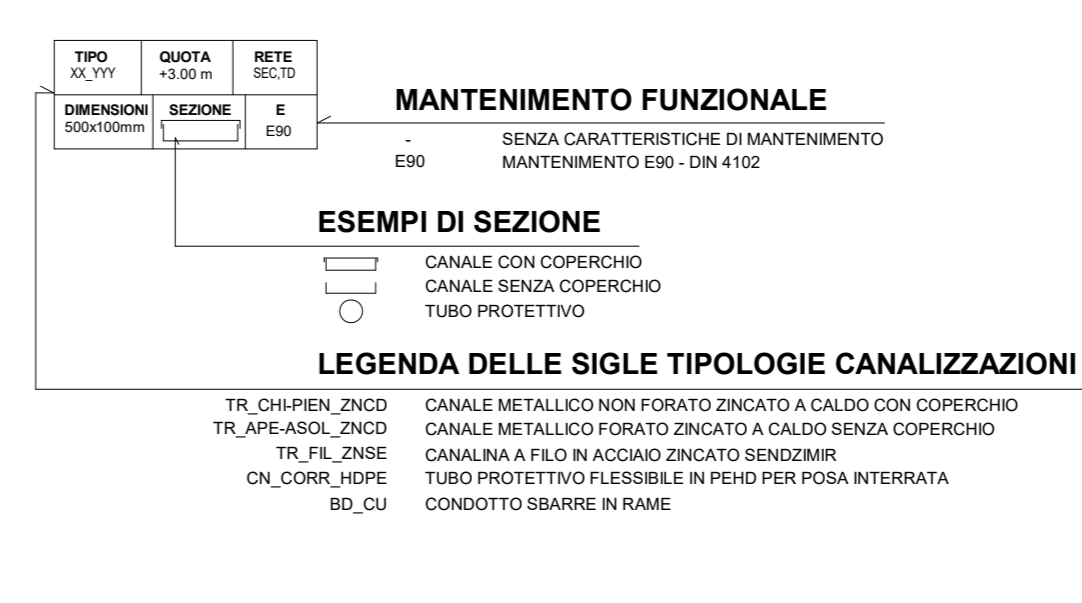 TIPO QUOTA RETE
XX_YYY +3.00 m SEC,TD
DIMENSIONI SEZIONE E
500x100mm E90
MANTENIMENTO FUNZIONALE
- SENZA CARATTERISTICHE DI MANTENIMENTO
E90 MANTENIMENTO E90 - DIN 4102
ESEMPI DI SEZIONE
CANALE CON COPERCHIO
CANALE SENZA COPERCHIO
TUBO PROTETTIVO
LEGENDA DELLE SIGLE TIPOLOGIE CANALIZZAZIONI
TR_CHI-PIEN_ZNCD CANALE METALLICO NON FORATO ZINCATO A CALDO CON COPERCHIO
TR_APE-ASOL_ZNCD CANALE METALLICO FORATO ZINCATO A CALDO SENZA COPERCHIO
TR_FIL_ZNSE CANALINA A FILO IN ACCIAIO ZINCATO SENDZIMIR
CN_CORR_HDPE TUBO PROTETTIVO FLESSIBILE IN PEHD PER POSA INTERRATA
BD_CU CONDOTTO SBARRE IN RAME